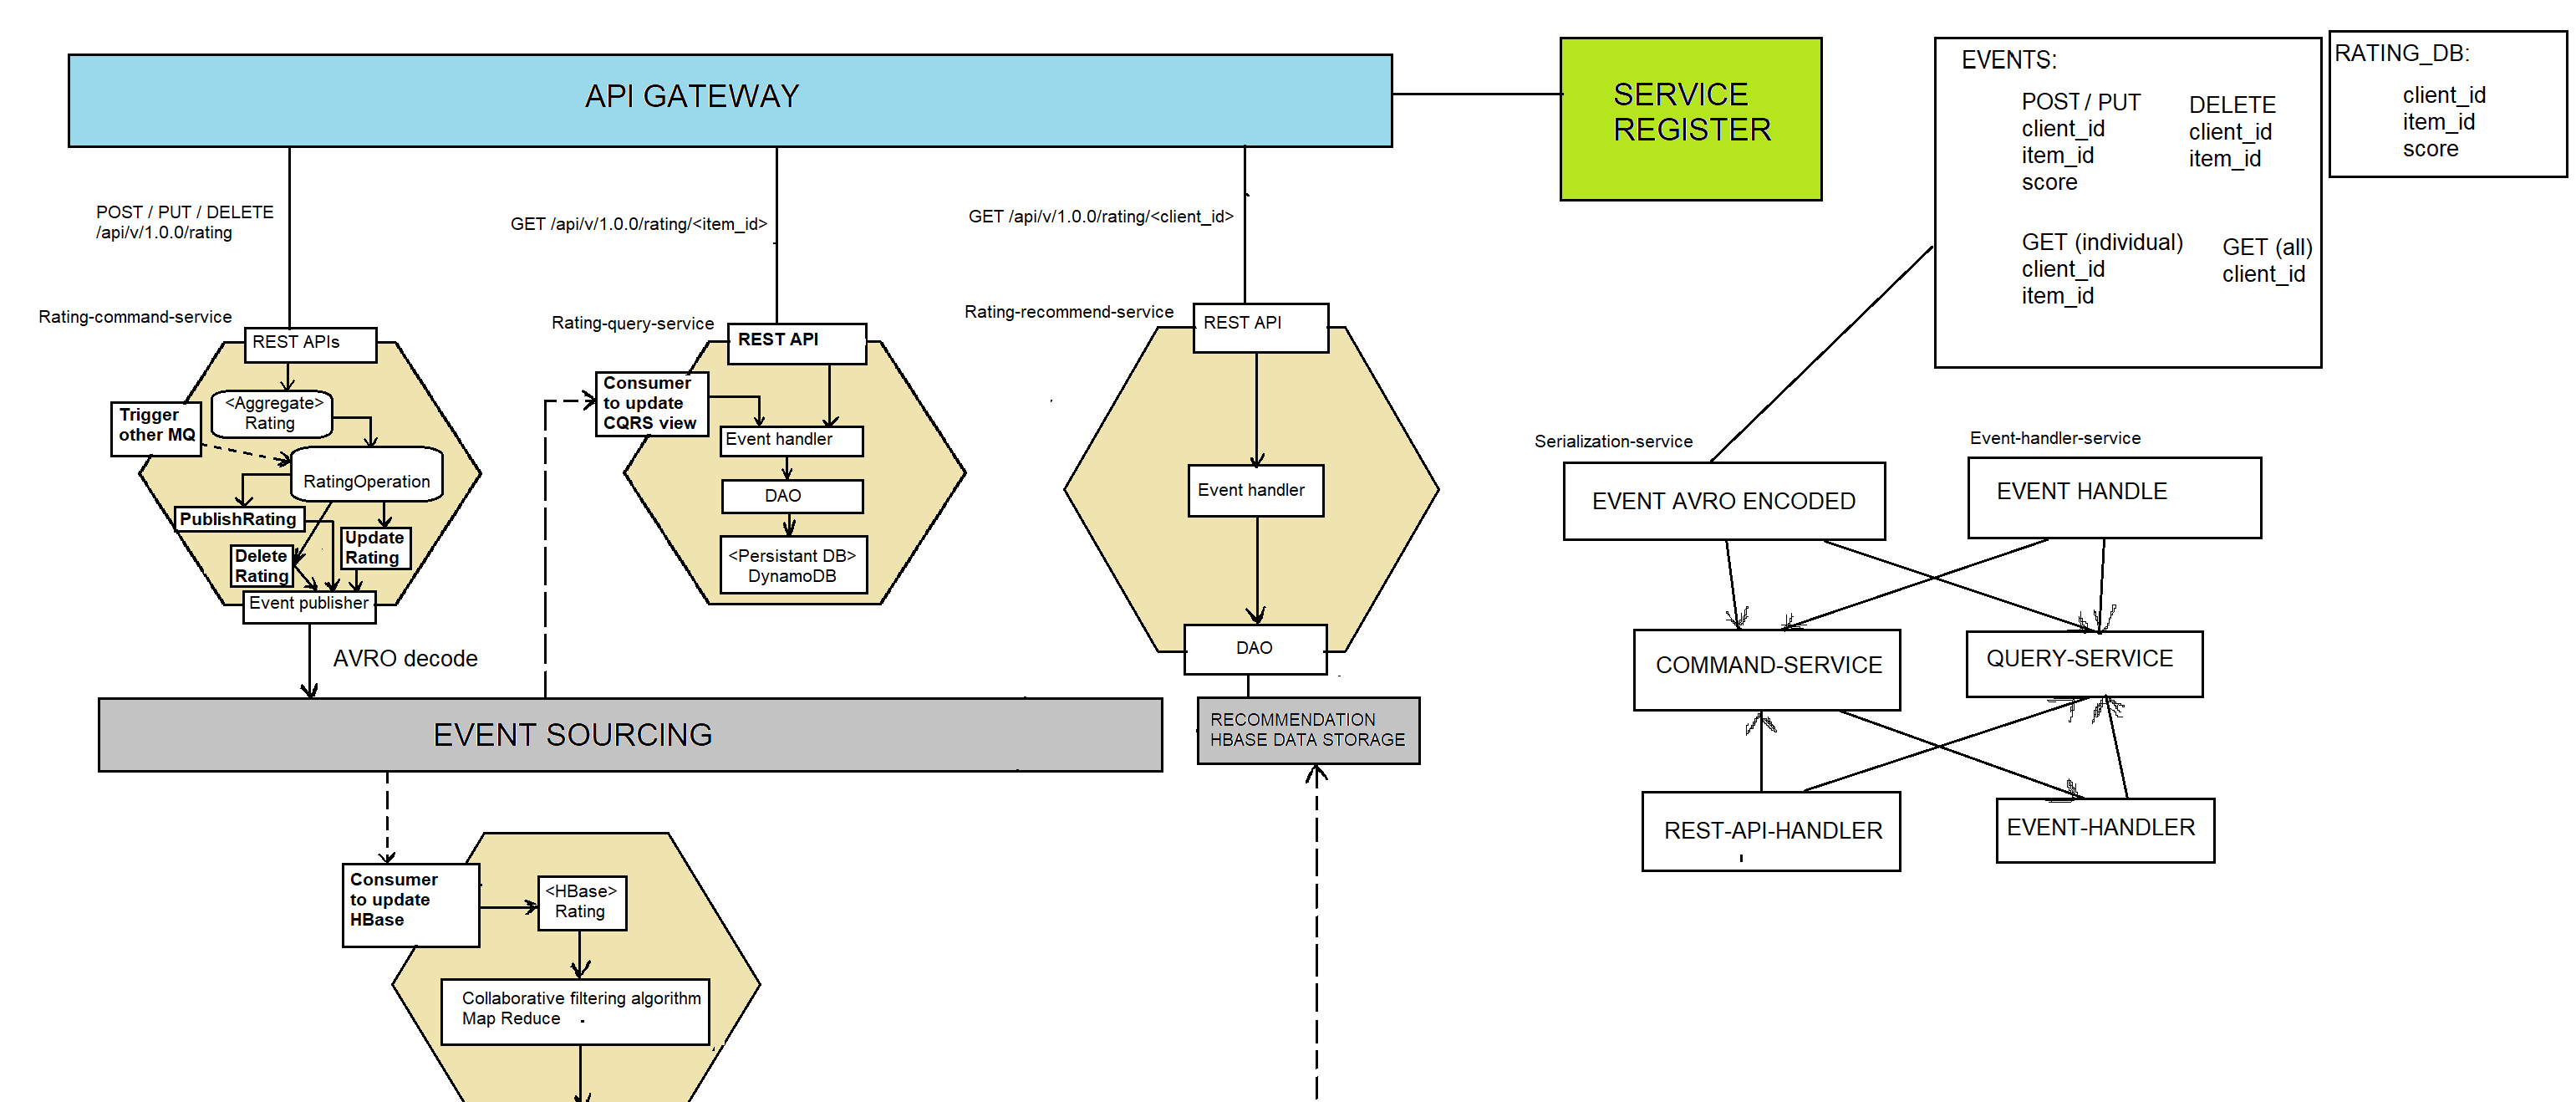 API GATEWAY
SERVICE
REGISTER
EVENTS:
POST / PUT
client_id
item_id
score
DELETE
client_id
item_id
GET (individual)
client_id
item_id
GET (all)
client_id
RATING_DB:
client_id
item_id
score
POST / PUT / DELETE
/api/v/1.0.0/rating
GET /api/v/1.0.0/rating/<item_id>
GET /api/v/1.0.0/rating/<client_id>
Rating-command-service
REST APIs
<Aggregate>
Rating
Trigger
other MQ
RatingOperation
PublishRating
Delete
Rating
Update
Rating
Event publisher
AVRO decode
Rating-query-service
REST API
Consumer
to update
CQRS view
Event handler
DAO
<Persistant DB>
DynamoDB
Rating-recommend-service
REST API
Event handler
DAO
EVENT SOURCING
RECOMMENDATION
HBASE DATA STORAGE
Consumer
to update
HBase
<HBase>
Rating
Collaborative filtering algorithm
Map Reduce
Serialization-service
EVENT AVRO ENCODED
Event-handler-service
EVENT HANDLE
COMMAND-SERVICE
QUERY-SERVICE
REST-API-HANDLER
EVENT-HANDLER